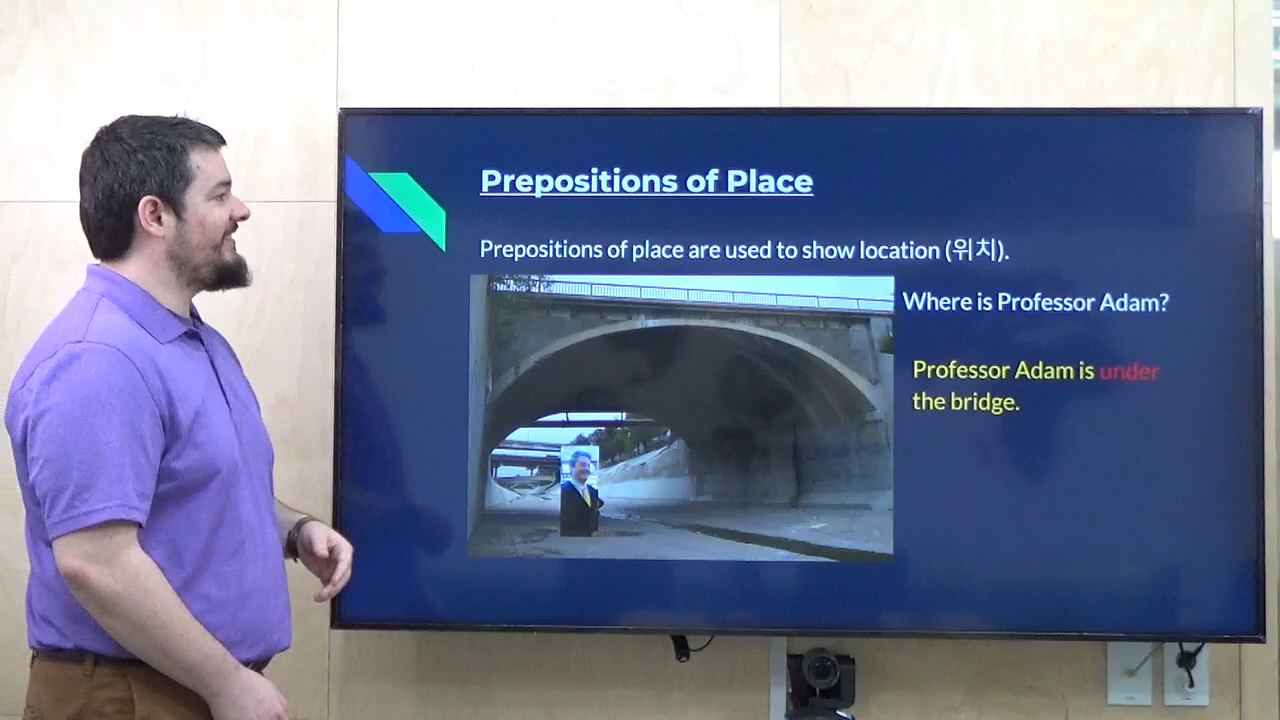 Prepositions of Place
Prepositions of place are used to show location (위치).
Where is Professor Adam?
Professor Adam is under
the bridge.